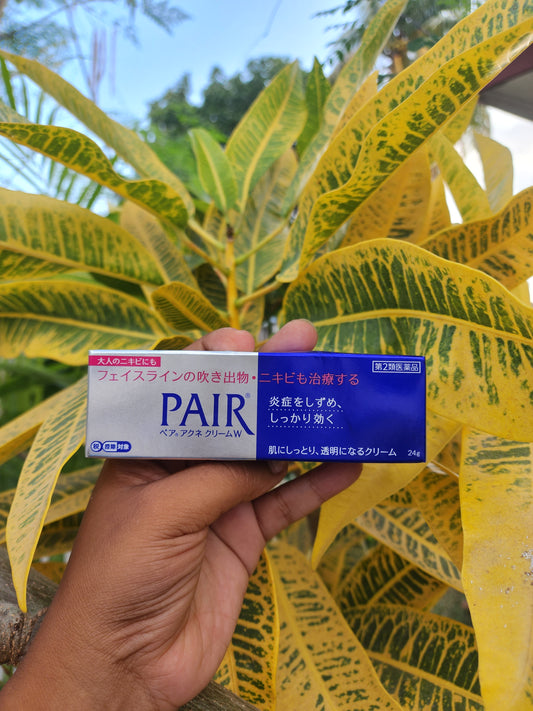 大人のニキビにも
フェイスラインの吹き出物・ニキビも治療する
第2類医薬品
PAIR®
ペア®アクネ クリームW
炎症をしずめ、
しっかり効く
肌にしっとり、透明になるクリーム
24g
対象